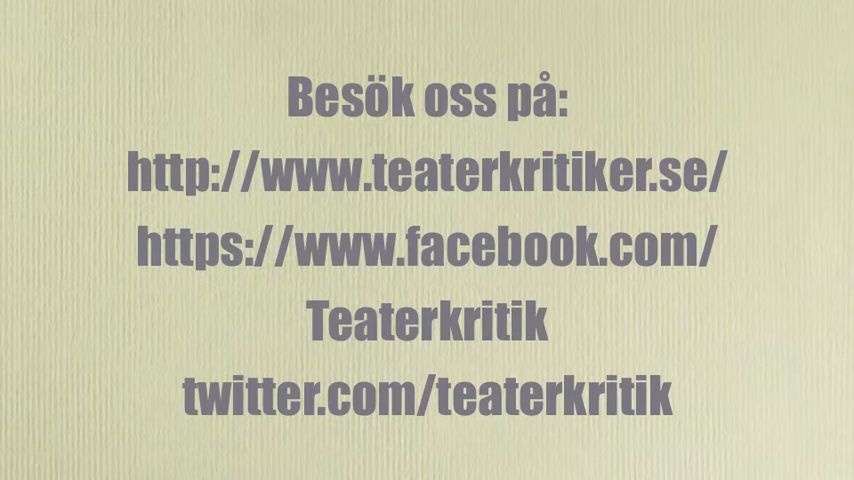 Besök oss på:
http://www.teaterkritiker.se/
https://www.facebook.com/
Teaterkritik
twitter.com/teaterkritik